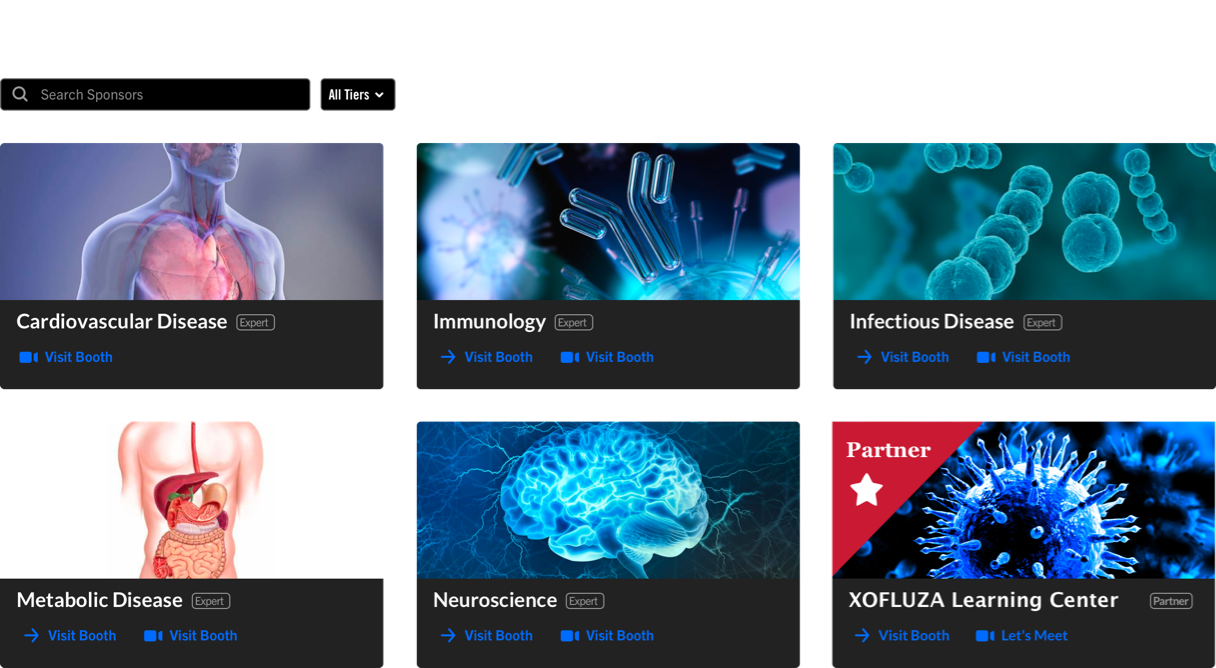 Search Sponsors All Tiers
Cardiovascular Disease Expert
Visit Booth
Immunology Expert
Visit Booth Visit Booth
Infectious Disease Expert
Visit Booth Visit Booth
Metabolic Disease Expert
Visit Booth Visit Booth
Neuroscience Expert
Visit Booth Visit Booth
Partner
XOFLUZA Learning Center Partner
Visit Booth Let's Meet